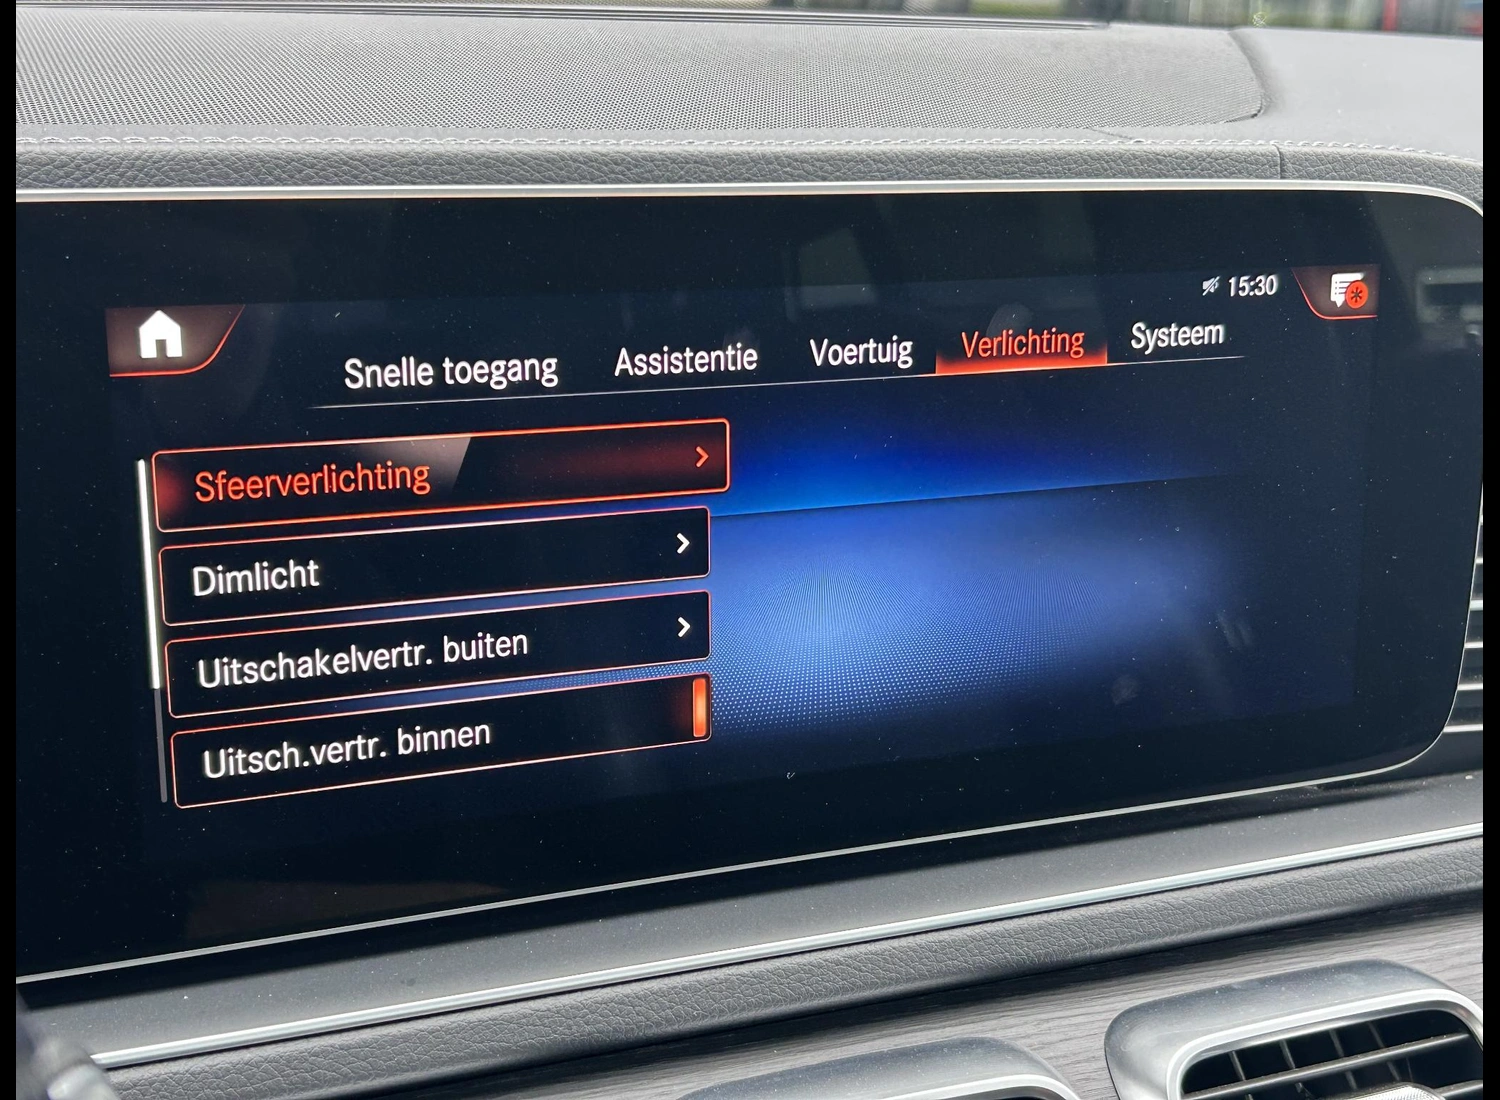 15:30
Snelle toegang Assistentie Voertuig Verlichting Systeem
Sfeerverlichting
Dimlicht
Uitschakelvertr. buiten
Uitsch.vertr. binnen